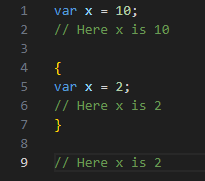 1 var x = 10;
2 // Here x is 10
3
4 {
5 var x = 2;
6 // Here x is 2
7 }
8
9 // Here x is 2